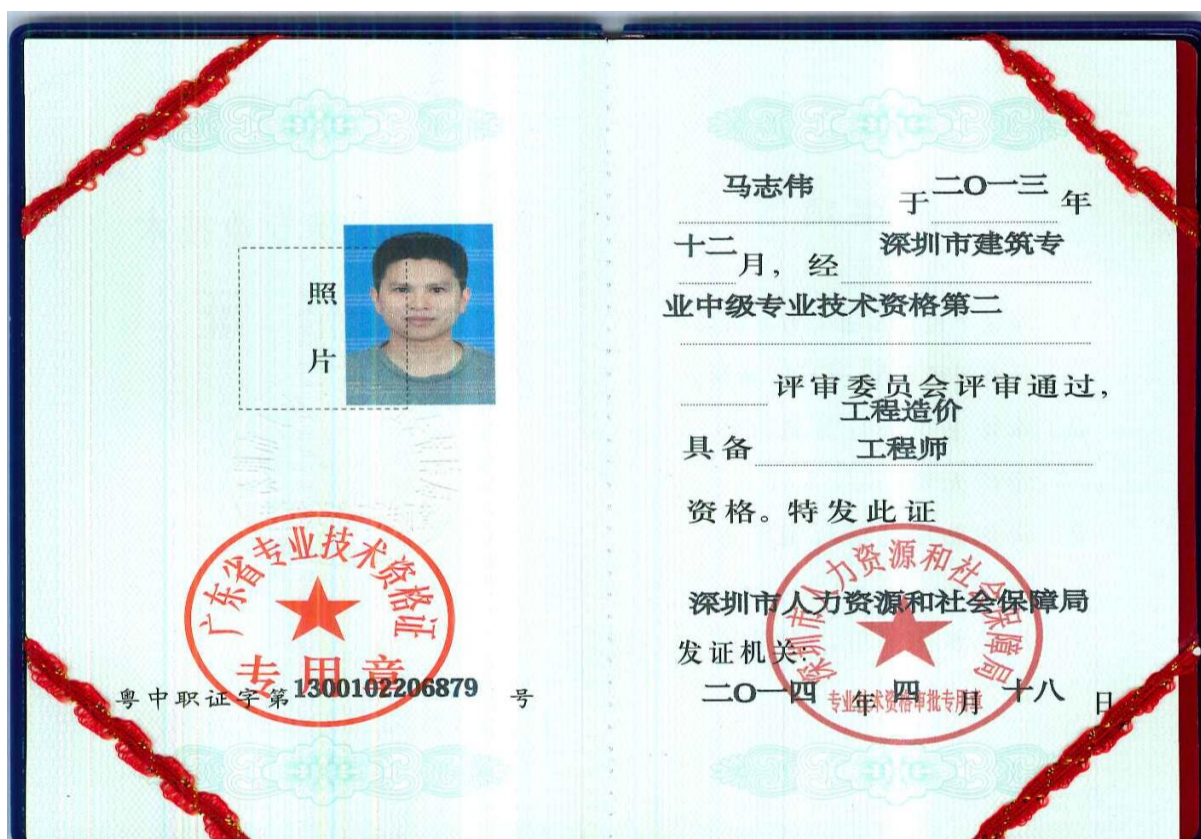 照
片
广东省专业技术资格证
专用章
粤中职证字第1300102206879 号
马志伟 于二〇一三年
十二月，经 深圳市建筑专
业中级专业技术资格第二
评审委员会评审通过，
工程造价
具备 工程师
资格。特发此证
深圳市人力资源和社会保障局
深圳市人力资源和社会保障局
发证机关：
二〇一四年四月十八日
专业技术资格审批专用章